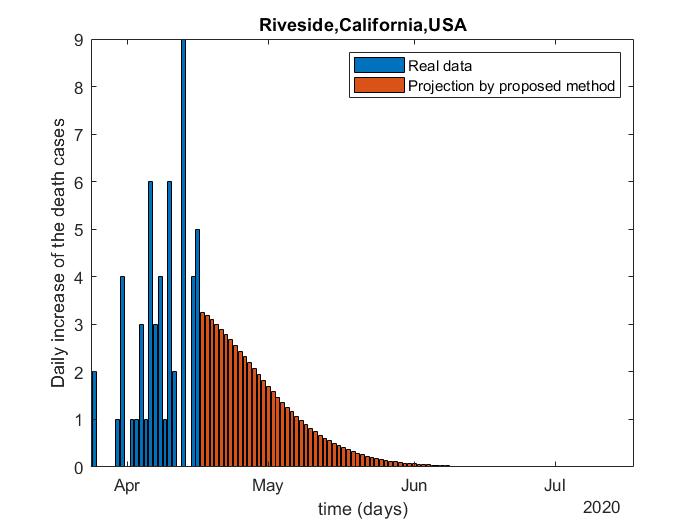 Riveside,California,USA
Real data
Projection by proposed method
Daily increase of the death cases
9
8
7
6
5
4
3
2
1
0
Apr May Jun Jul
time (days)
2020